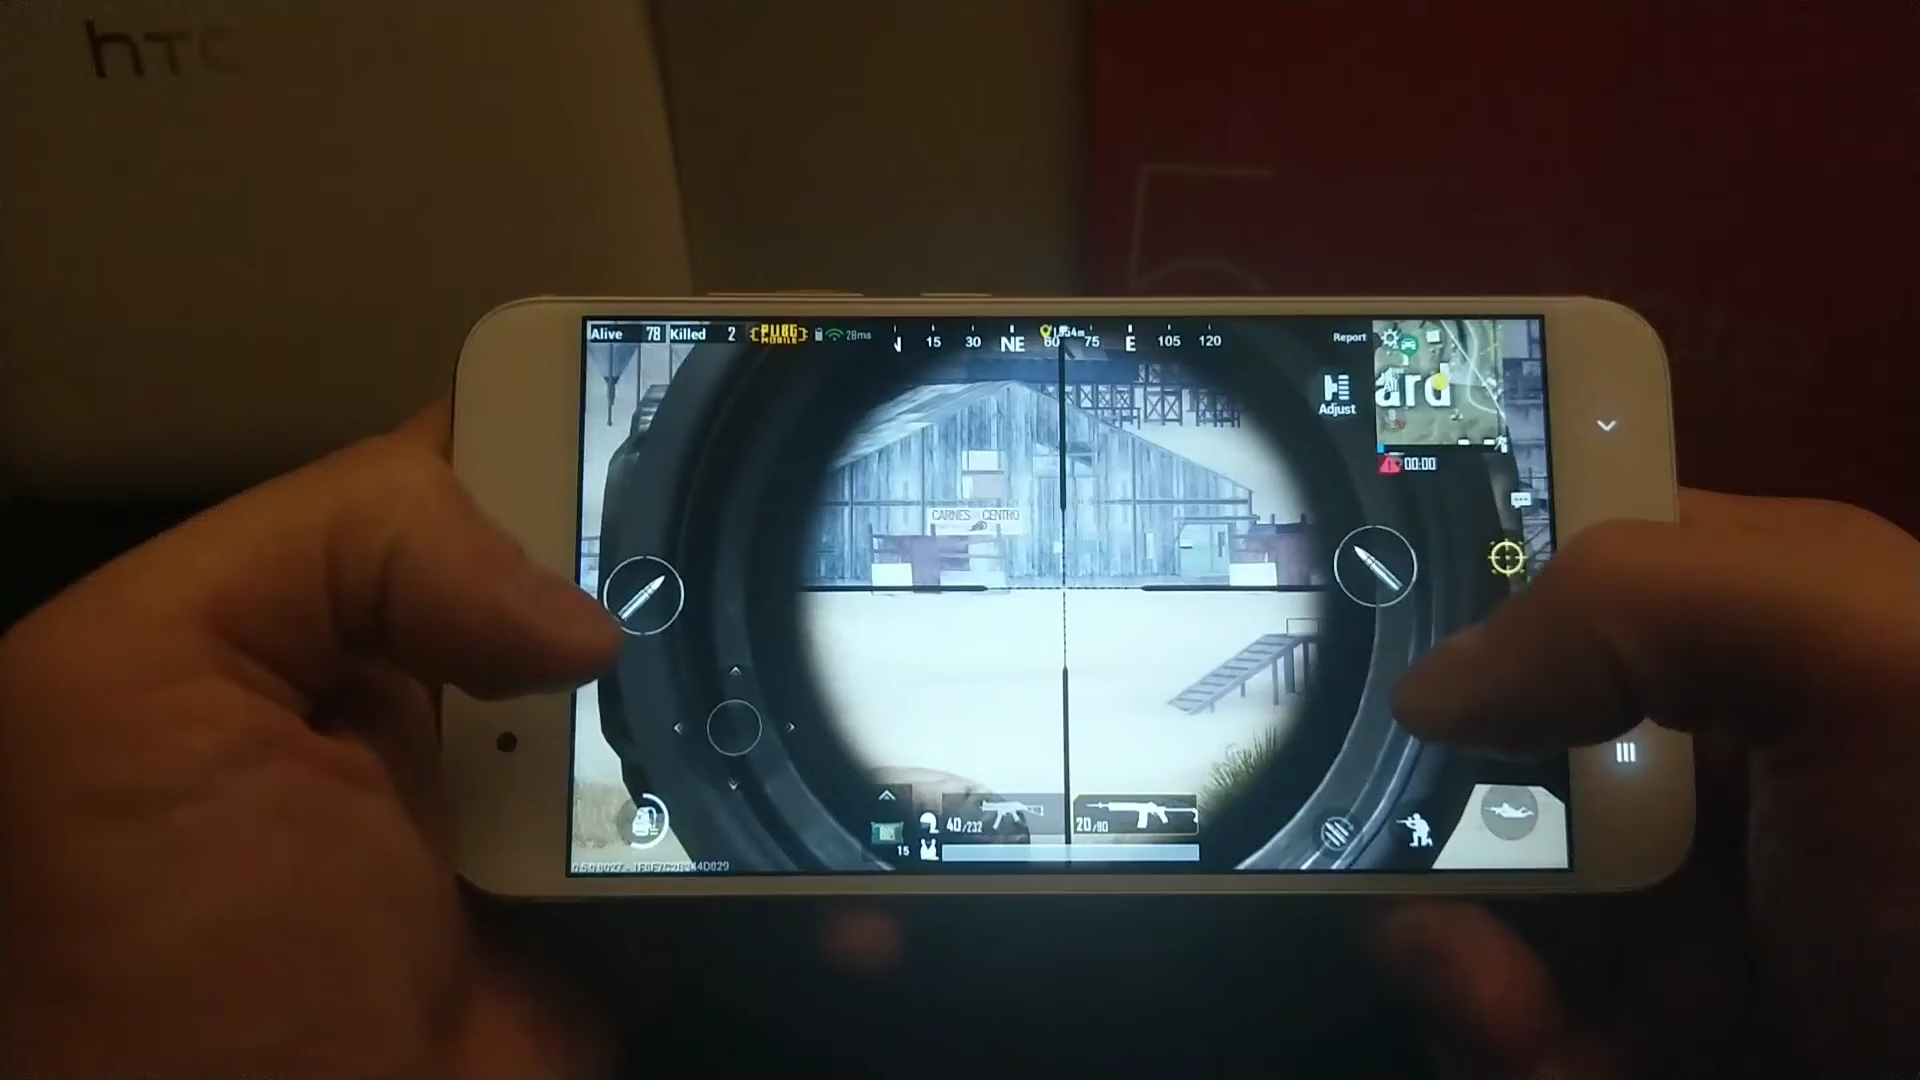 hTC
Alive 78 Killed 2 PUBG MOBILE 28ms
15 30 NE 60 75 E 105 120
Report
Adjust
ard
00:00
CARNES CENTRO
40/232
20/90
15